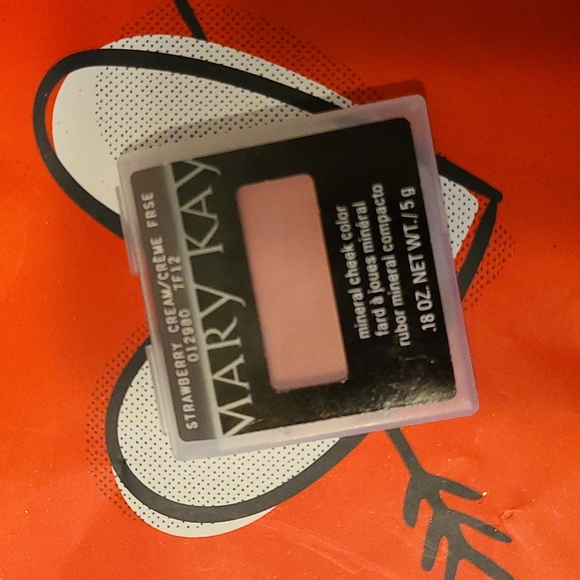 STRAWBERRY CREAM/CRÈME FRSE
012980 7F12
MARY KAY
mineral cheek color
fard à joues minéral
rubor mineral compacto
.18 OZ. NET WT./5 g